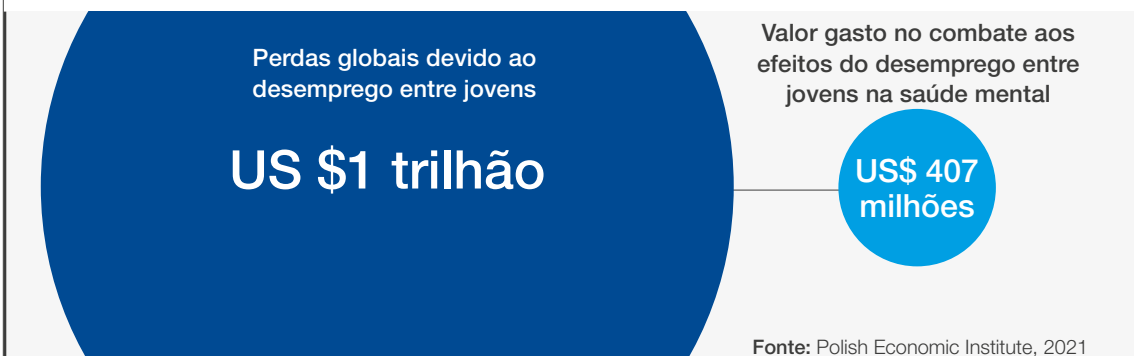 Perdas globais devido ao
desemprego entre jovens
US $1 trilhão
Valor gasto no combate aos
efeitos do desemprego entre
jovens na saúde mental
US$ 407
milhões
Fonte: Polish Economic Institute, 2021